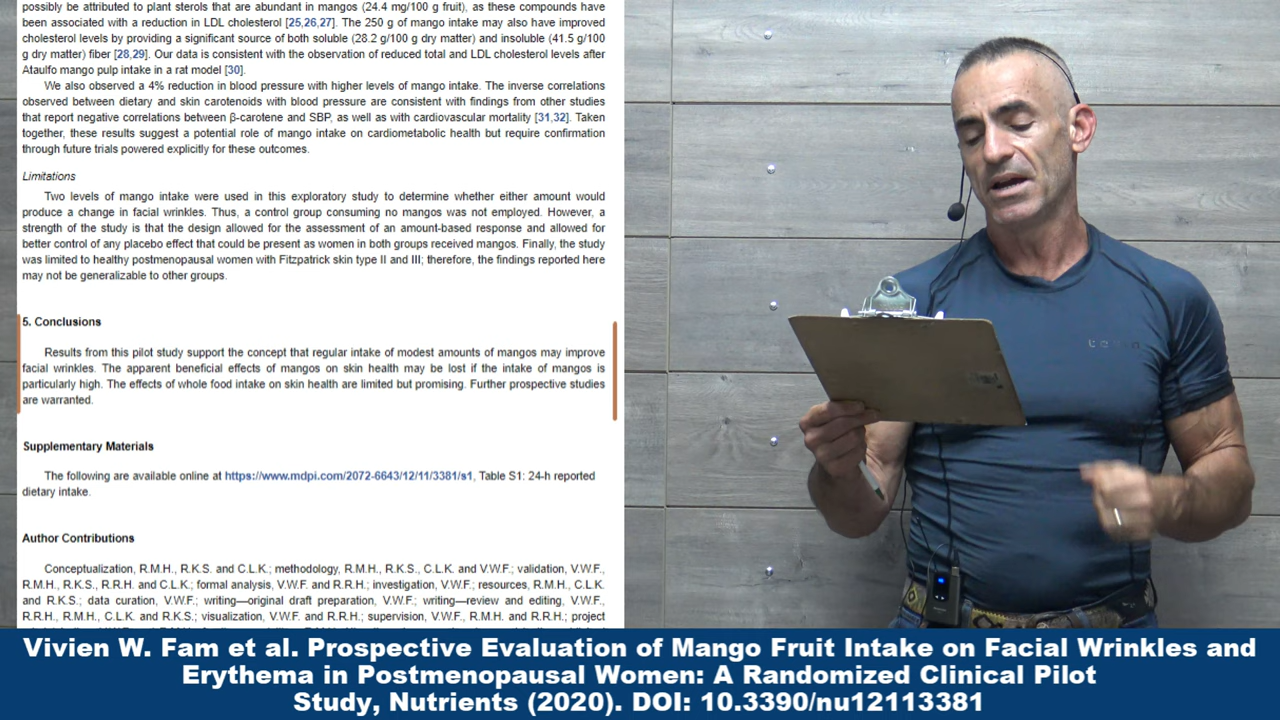 possibly be attributed to plant sterols that are abundant in mangos (24.4 mg/100 g fruit), as these compounds have
been associated with a reduction in LDL cholesterol [25,26,27]. The 250 g of mango intake may also have improved
cholesterol levels by providing a significant source of both soluble (28.2 g/100 g dry matter) and insoluble (41.5 g/100
g dry matter) fiber [28,29]. Our data is consistent with the observation of reduced total and LDL cholesterol levels after
Ataulfo mango pulp intake in a rat model [30].
We also observed a 4% reduction in blood pressure with higher levels of mango intake. The inverse correlations
observed between dietary and skin carotenoids with blood pressure are consistent with findings from other studies
that report negative correlations between β-carotene and SBP, as well as with cardiovascular mortality [31,32]. Taken
together, these results suggest a potential role of mango intake on cardiometabolic health but require confirmation
through future trials powered explicitly for these outcomes.
Limitations
Two levels of mango intake were used in this exploratory study to determine whether either amount would
produce a change in facial wrinkles. Thus, a control group consuming no mangos was not employed. However, a
strength of the study is that the design allowed for the assessment of an amount-based response and allowed for
better control of any placebo effect that could be present as women in both groups received mangos. Finally, the study
was limited to healthy postmenopausal women with Fitzpatrick skin type II and III; therefore, the findings reported here
may not be generalizable to other groups.
5. Conclusions
Results from this pilot study support the concept that regular intake of modest amounts of mangos may improve
facial wrinkles. The apparent beneficial effects of mangos on skin health may be lost if the intake of mangos is
particularly high. The effects of whole food intake on skin health are limited but promising. Further prospective studies
are warranted.
Supplementary Materials
The following are available online at https://www.mdpi.com/2072-6643/12/11/3381/s1, Table S1: 24-h reported
dietary intake.
Author Contributions
Conceptualization, R.M.H., R.K.S. and C.L.K.; methodology, R.M.H., R.K.S., C.L.K. and V.W.F.; validation, V.W.F.,
R.M.H., R.K.S., R.R.H. and C.L.K.; formal analysis, V.W.F. and R.R.H.; investigation, V.W.F.; resources, R.M.H., C.L.K.
and R.K.S.; data curation, V.W.F.; writing—original draft preparation, V.W.F.; writing—review and editing, V.W.F.,
R.R.H., R.M.H., C.L.K. and R.K.S.; visualization, V.W.F. and R.R.H.; supervision, V.W.F., R.M.H. and R.R.H.; project
Vivien W. Fam et al. Prospective Evaluation of Mango Fruit Intake on Facial Wrinkles and
Erythema in Postmenopausal Women: A Randomized Clinical Pilot
Study, Nutrients (2020). DOI: 10.3390/nu12113381